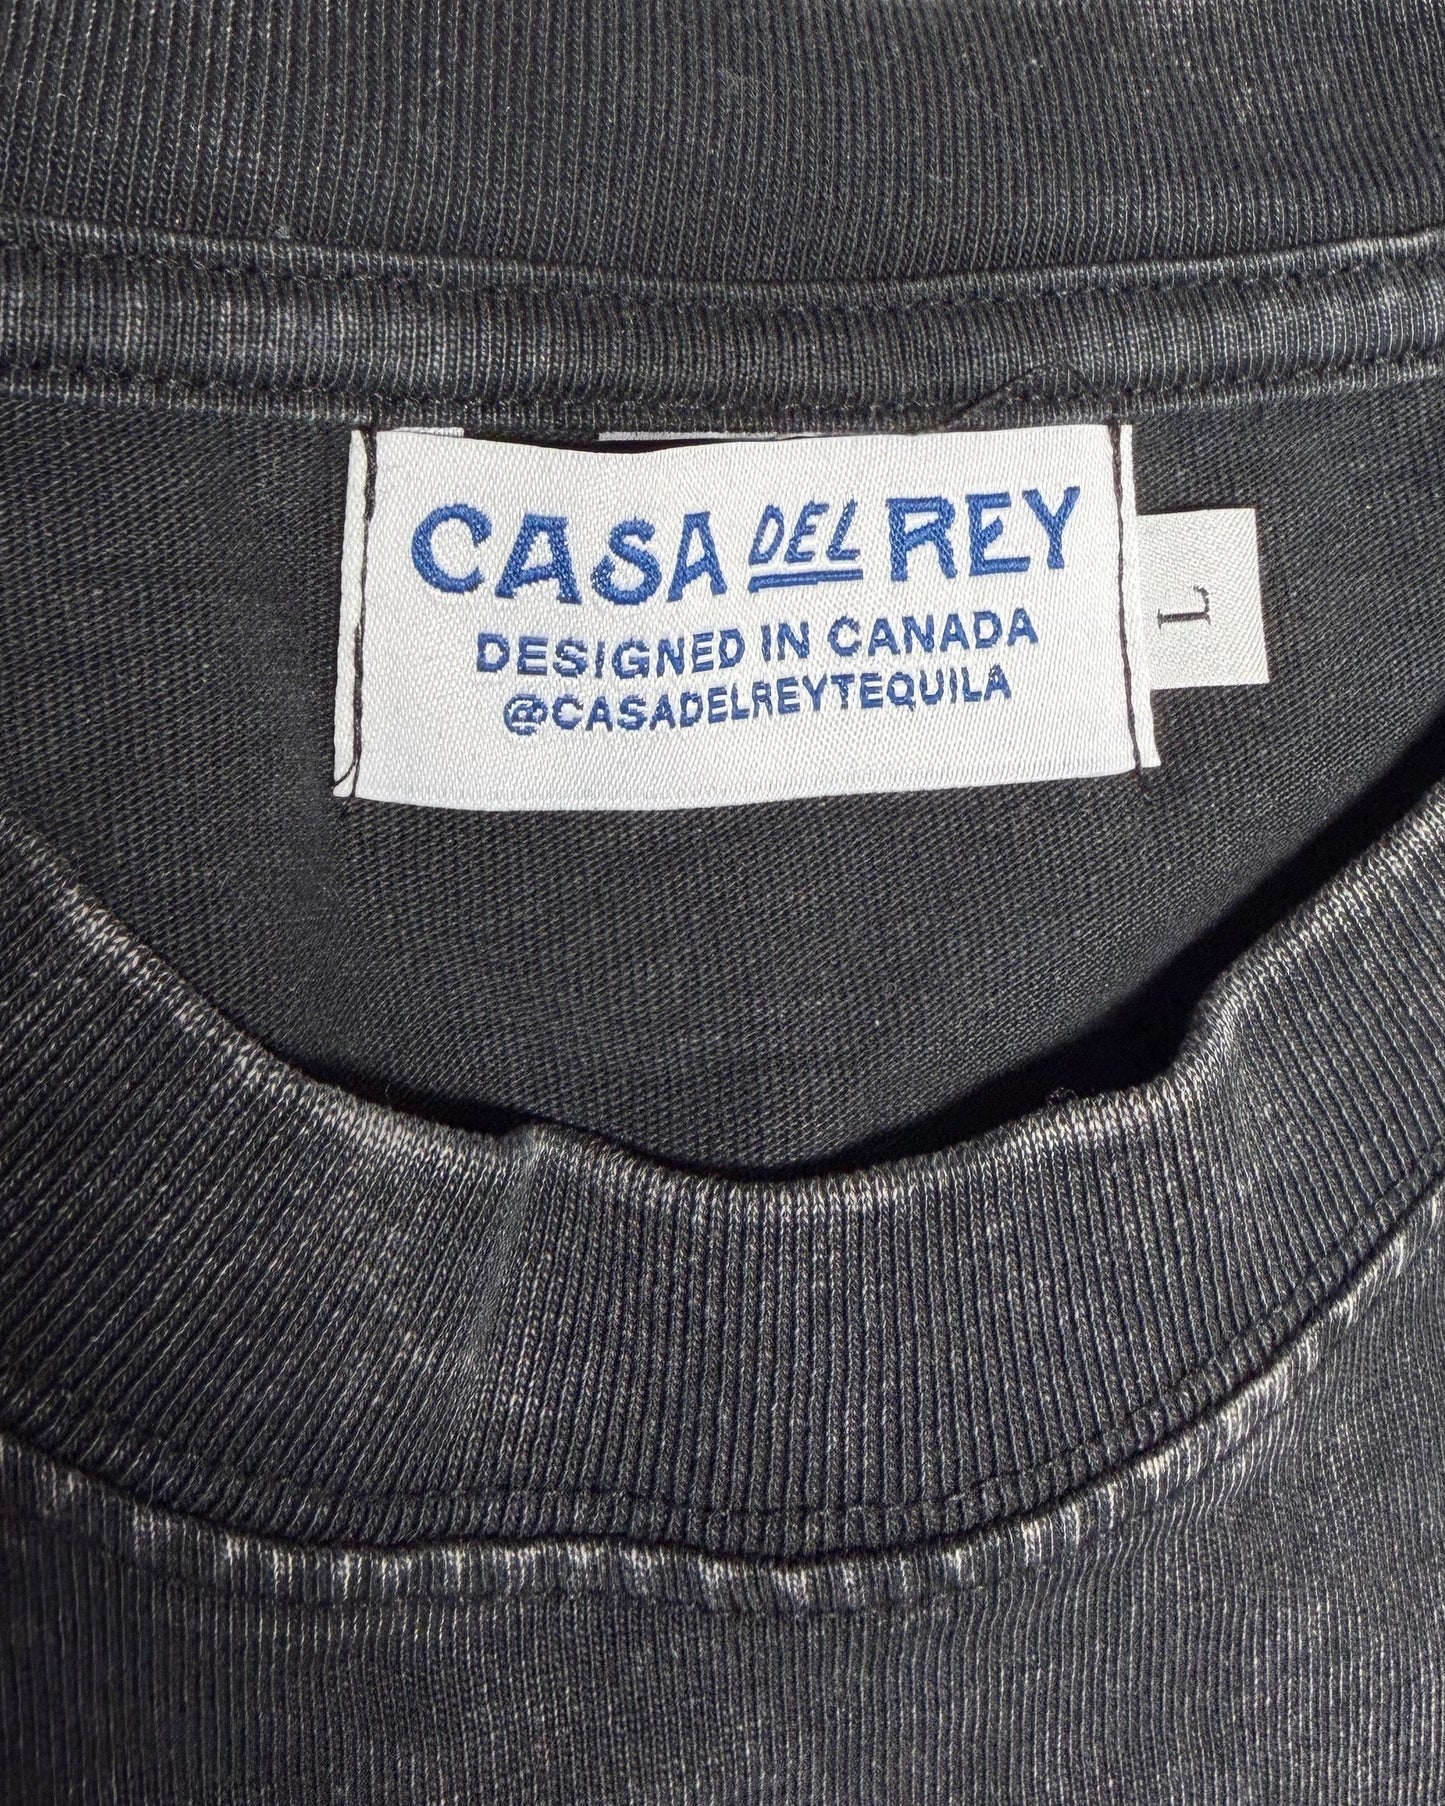 CASA DEL REY
DESIGNED IN CANADA
@CASADELREYTEQUILA
L